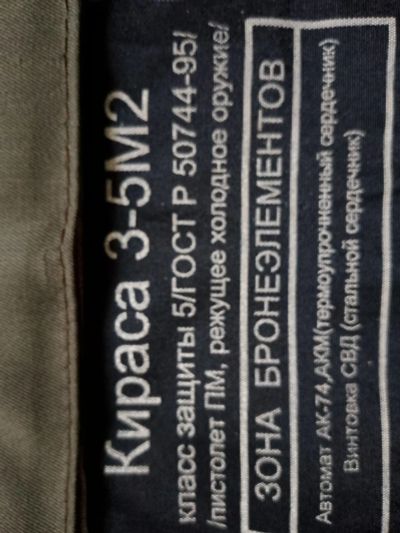 Кираса 3-5М2
класс защиты 5/ГОСТ Р 50744-95/
/пистолет ПМ, режущее холодное оружие/
ЗОНА БРОНЕЭЛЕМЕНТОВ
Автомат АК-74,АКМ(термоупрочненный сердечник)
Винтовка СВД (стальной сердечник)